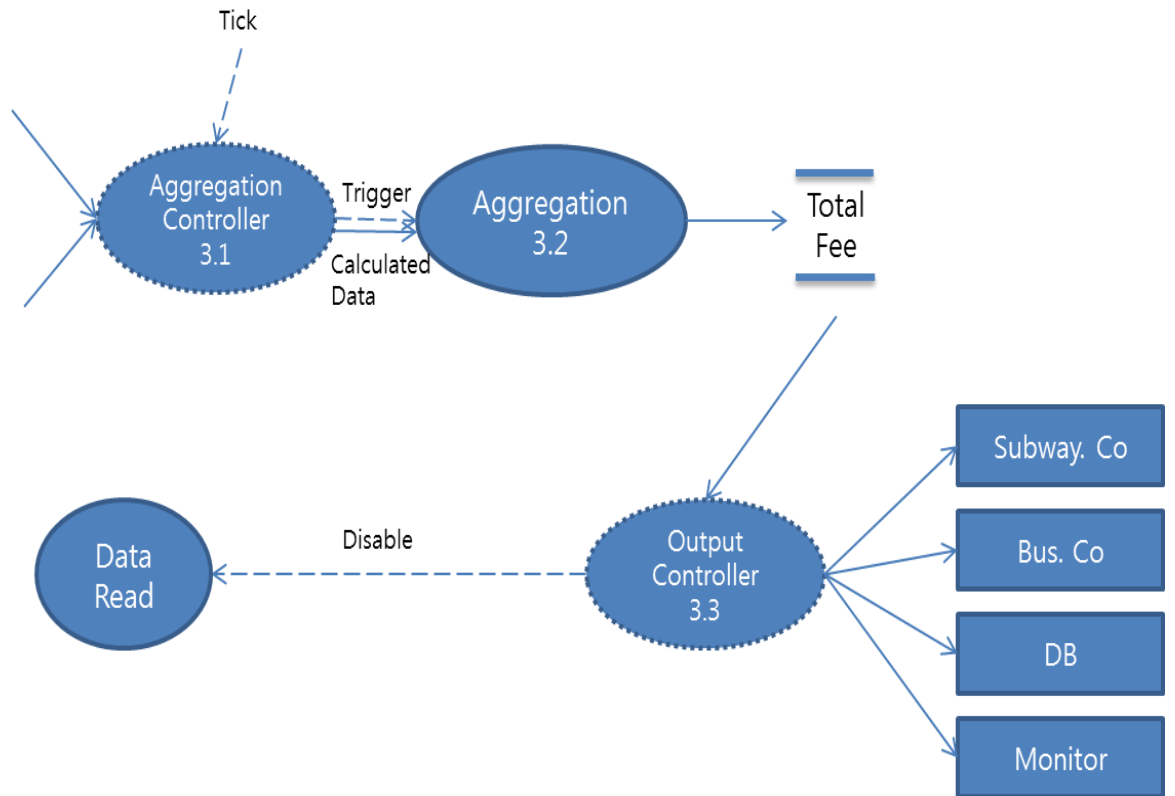 Tick
Aggregation
Controller
3.1
Trigger
Calculated
Data
Aggregation
3.2
Total
Fee
Subway. Co
Bus. Co
DB
Monitor
Output
Controller
3.3
Disable
Data
Read